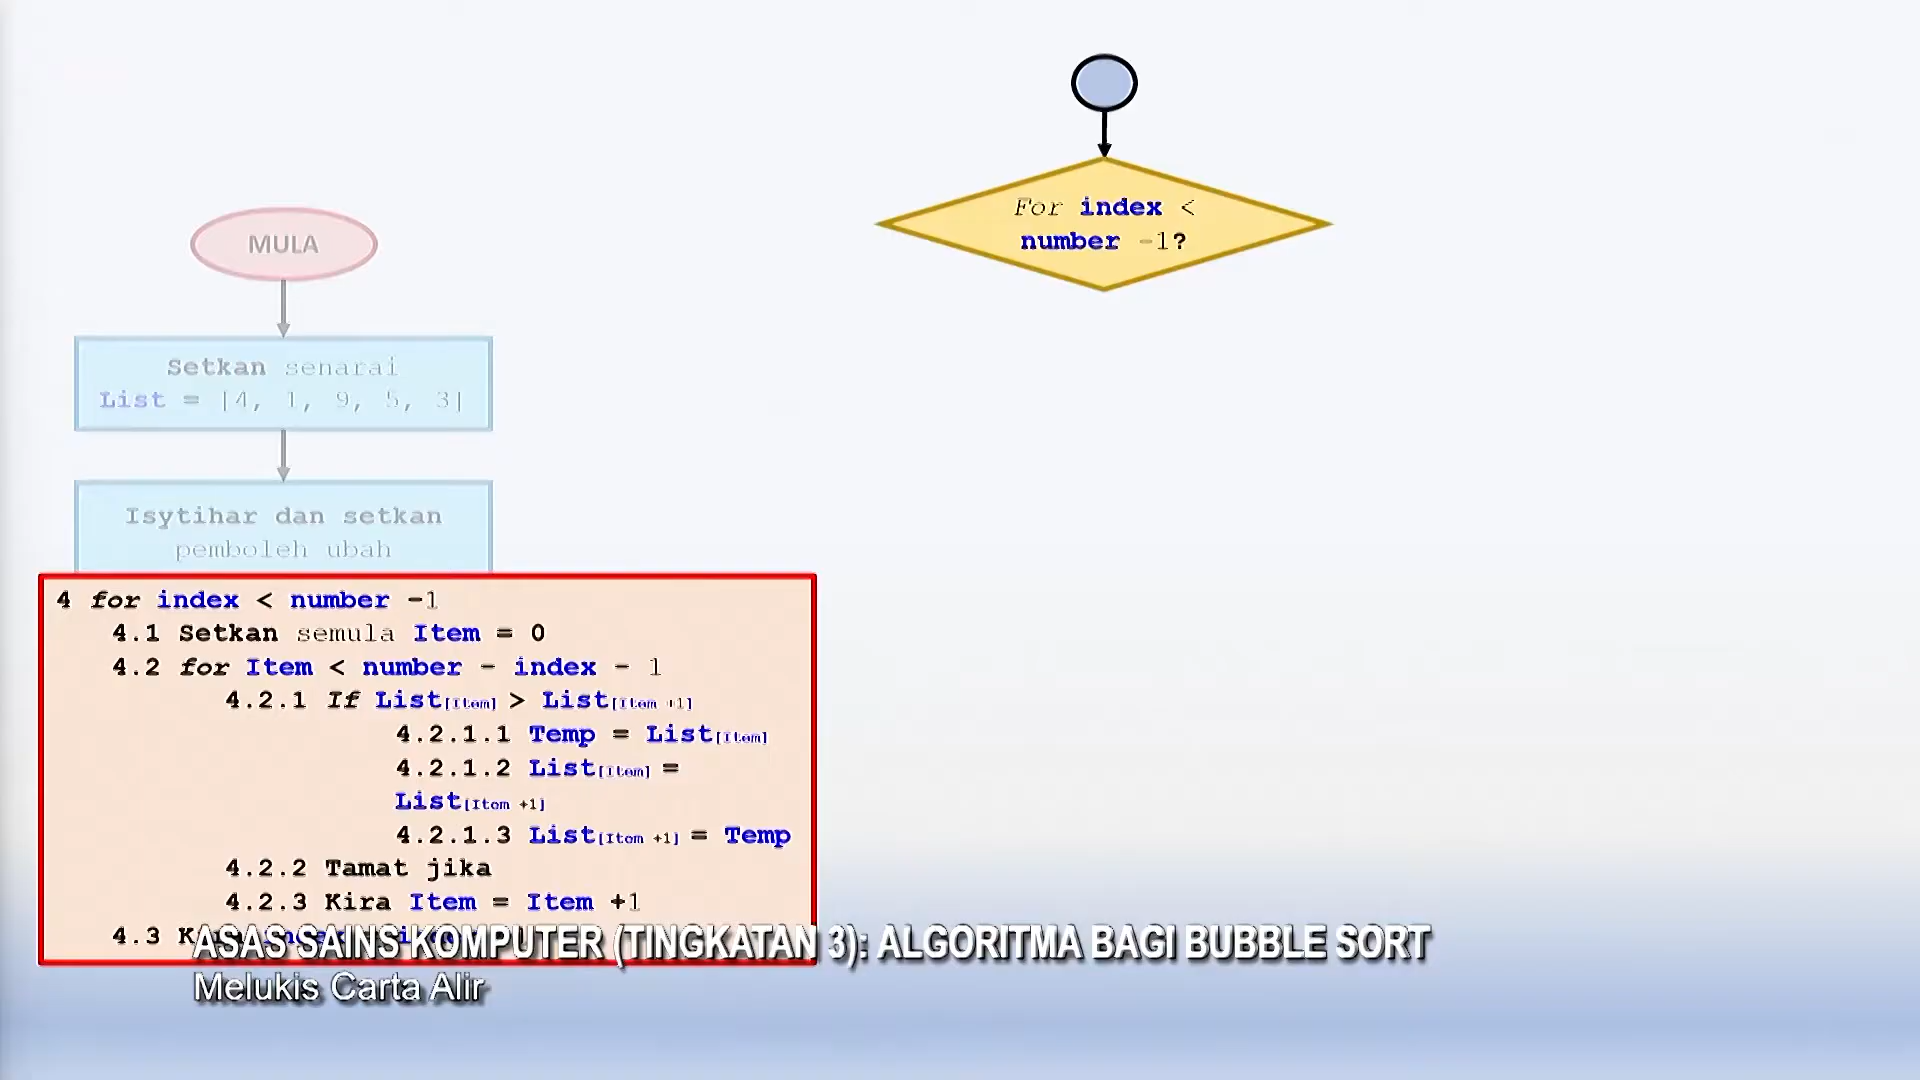 For index <
number -1?
MULA
Setkan senarai
List = [4, 1, 9, 5, 3]
Isytihar dan setkan
pemboleh ubah
4 for index < number -1
4.1 Setkan semula Item = 0
4.2 for Item < number - index - 1
4.2.1 If List[Item] > List[Item +1]
4.2.1.1 Temp = List[Item]
4.2.1.2 List[Item] =
List[Item +1]
4.2.1.3 List[Item +1] = Temp
4.2.2 Tamat jika
4.2.3 Kira Item = Item +1
4.3
ASAS SAINS KOMPUTER (TINGKATAN 3): ALGORITMA BAGI BUBBLE SORT
Melukis Carta Alir